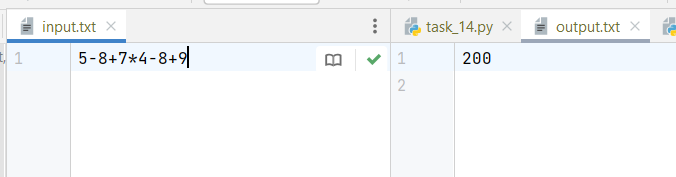 input.txt
task_14.py
output.txt
1 5-8+7*4-8+9
1 200
2